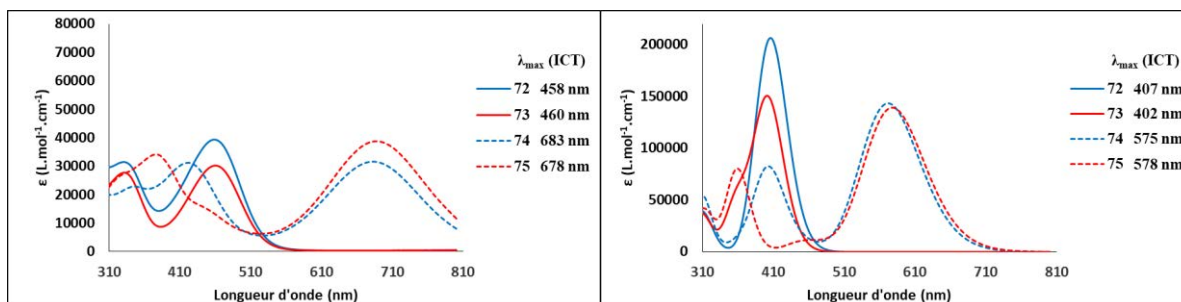 80000
70000
60000
50000
40000
30000
20000
10000
0
ε (L.mol⁻¹.cm⁻¹)
310 410 510 610 710 810
Longueur d'onde (nm)
λmax (ICT)
72 458 nm
73 460 nm
74 683 nm
75 678 nm
200000
150000
100000
50000
0
ε (L.mol⁻¹.cm⁻¹)
310 410 510 610 710 810
Longueur d'onde (nm)
λmax (ICT)
72 407 nm
73 402 nm
74 575 nm
75 578 nm